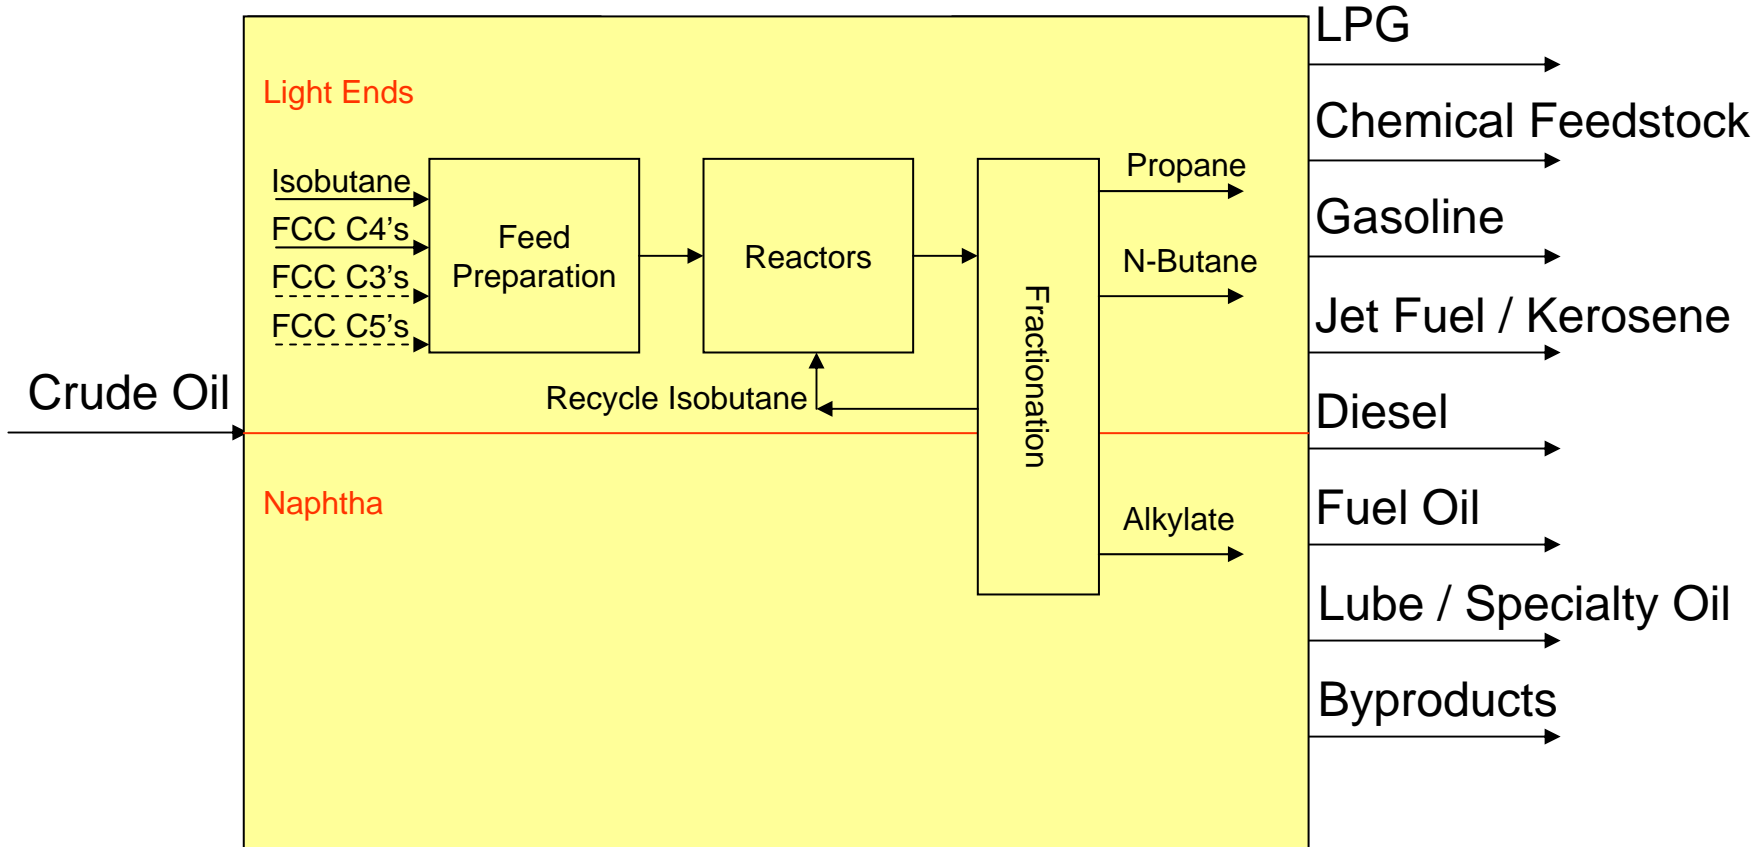 LPG
Light Ends
Chemical Feedstock
Isobutane
FCC C4’s
FCC C3’s
FCC C5’s
Feed
Preparation
Reactors
Fractionation
Propane
N-Butane
Gasoline
Jet Fuel / Kerosene
Recycle Isobutane
Crude Oil
Diesel
Naphtha
Alkylate
Fuel Oil
Lube / Specialty Oil
Byproducts